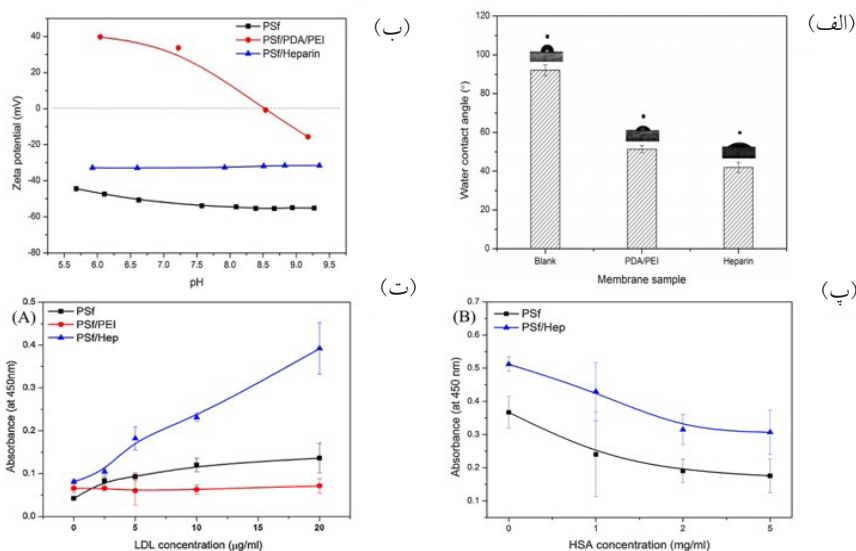 (ب)
PSf
PSf/PDA/PEI
PSf/Heparin
Zeta potential (mV)
40
20
0
-20
-40
-60
-80
5.5 6.0 6.5 7.0 7.5 8.0 8.5 9.0 9.5
pH
(الف)
Water contact angle (°)
120
100
80
60
40
20
0
Blank PDA/PEI Heparin
Membrane sample
(ت)
(A)
PSf
PSf/PEI
PSf/Hep
Absorbance (at 450nm)
0.5
0.4
0.3
0.2
0.1
0.0
0 5 10 15 20
LDL concentration (μg/ml)
(پ)
(B)
PSf
PSf/Hep
Absorbance (at 450 nm)
0.7
0.6
0.5
0.4
0.3
0.2
0.1
0 1 2 5
HSA concentration (mg/ml)